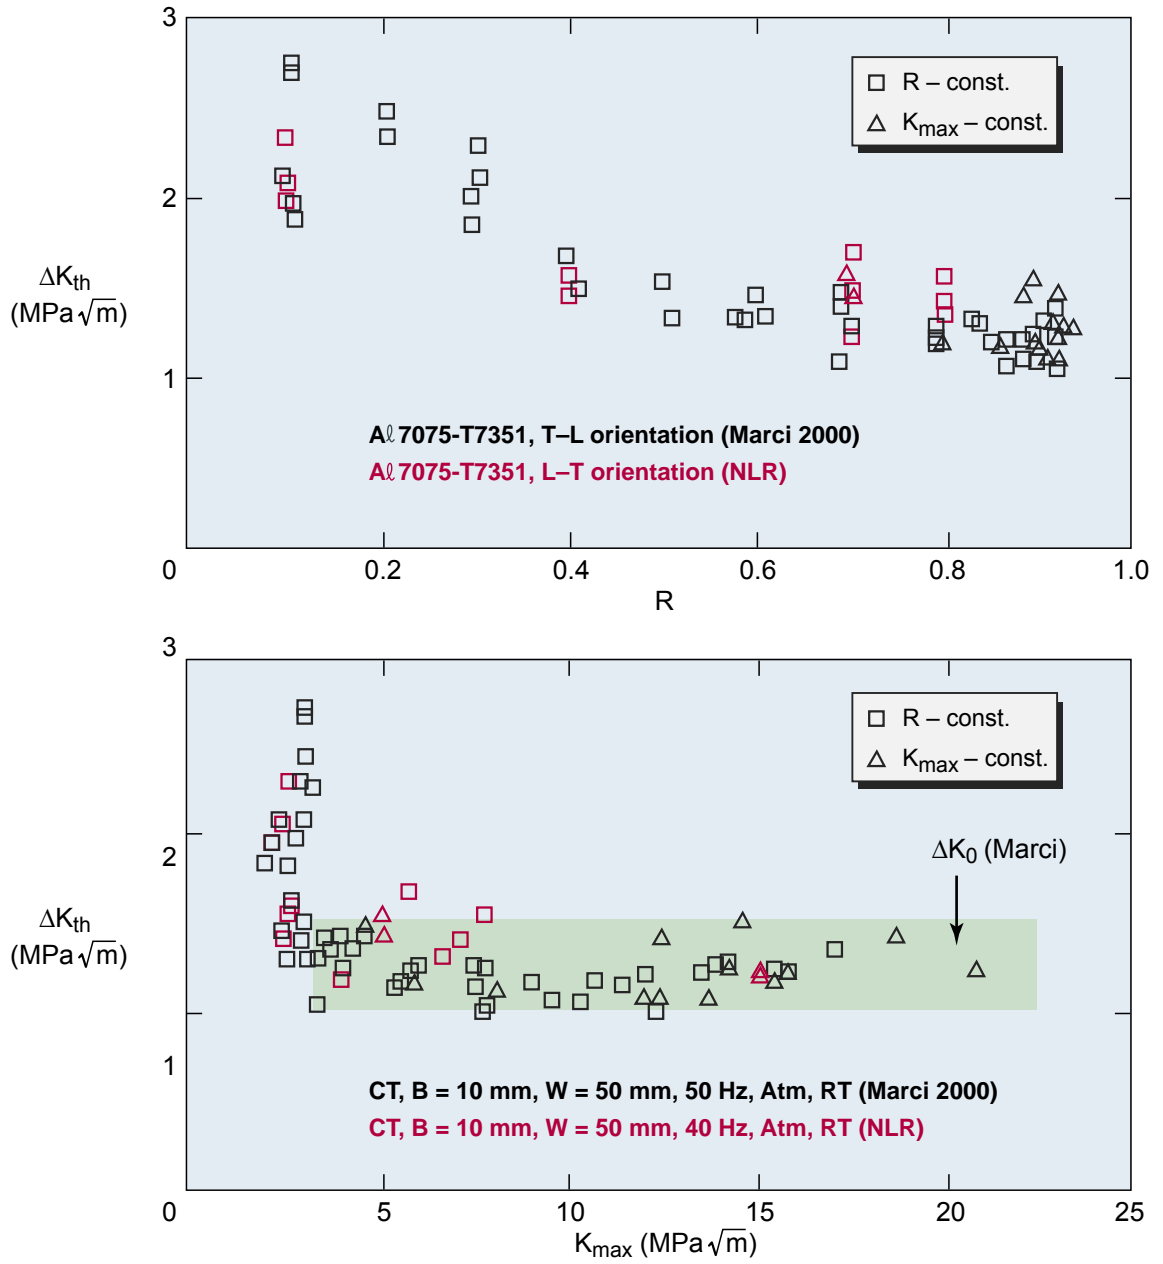 3
2
1
0
0.2
0.4
0.6
0.8
1.0
R
ΔKth
(MPa√m)
R – const.
Kmax – const.
Aℓ 7075-T7351, T–L orientation (Marci 2000)
Aℓ 7075-T7351, L–T orientation (NLR)
3
2
1
0
5
10
15
20
25
Kmax (MPa√m)
ΔKth
(MPa√m)
R – const.
Kmax – const.
ΔK0 (Marci)
CT, B = 10 mm, W = 50 mm, 50 Hz, Atm, RT (Marci 2000)
CT, B = 10 mm, W = 50 mm, 40 Hz, Atm, RT (NLR)